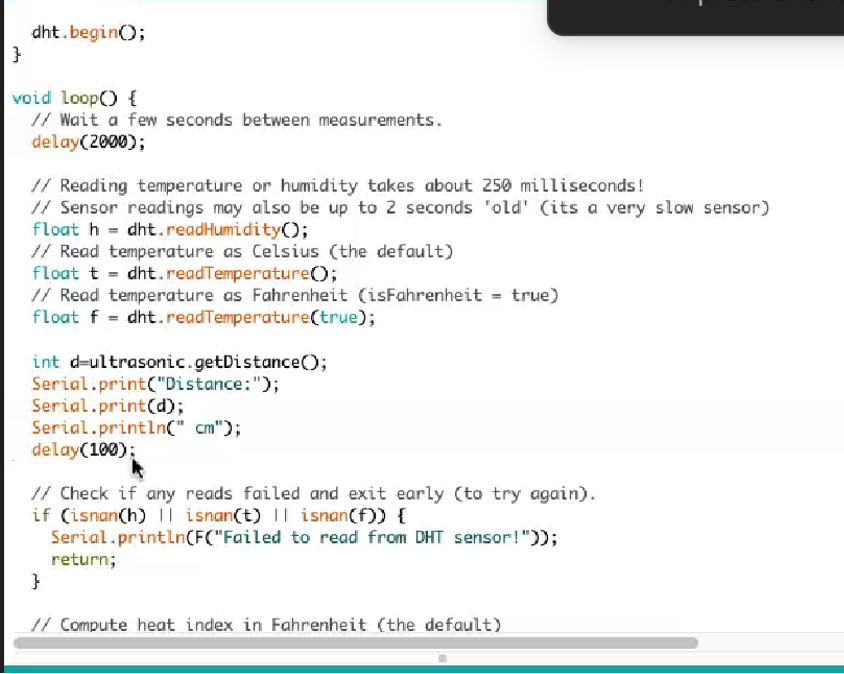 dht.begin();
}
void loop() {
// Wait a few seconds between measurements.
delay(2000);
// Reading temperature or humidity takes about 250 milliseconds!
// Sensor readings may also be up to 2 seconds 'old' (its a very slow sensor)
float h = dht.readHumidity();
// Read temperature as Celsius (the default)
float t = dht.readTemperature();
// Read temperature as Fahrenheit (isFahrenheit = true)
float f = dht.readTemperature(true);
int d=ultrasonic.getDistance();
Serial.print("Distance:");
Serial.print(d);
Serial.println(" cm");
delay(100);
// Check if any reads failed and exit early (to try again).
if (isnan(h) || isnan(t) || isnan(f)) {
Serial.println(F("Failed to read from DHT sensor!"));
return;
}
// Compute heat index in Fahrenheit (the default)